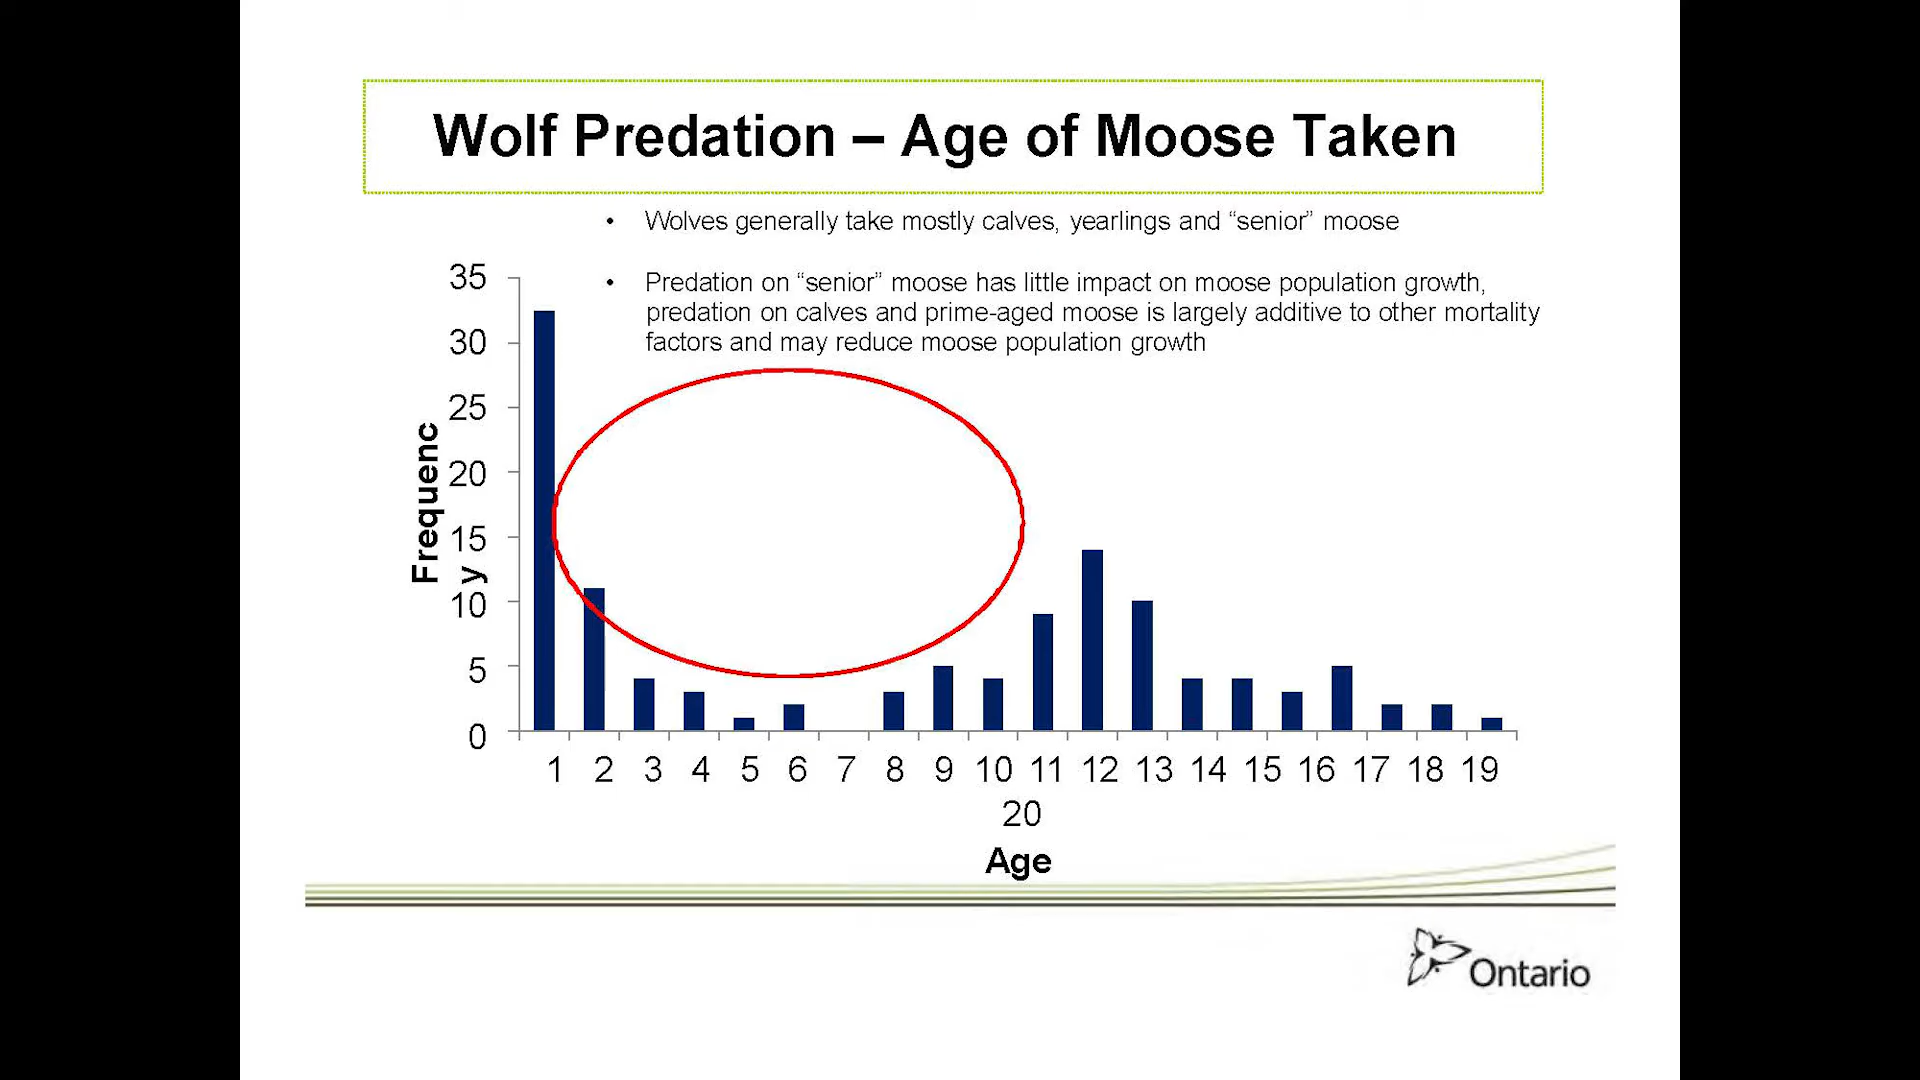 Wolf Predation – Age of Moose Taken
• Wolves generally take mostly calves, yearlings and “senior” moose
• Predation on “senior” moose has little impact on moose population growth,
predation on calves and prime-aged moose is largely additive to other mortality
factors and may reduce moose population growth
35
30
25
20
15
10
5
0
Frequenc
y
1 2 3 4 5 6 7 8 9 10 11 12 13 14 15 16 17 18 19
20
Age
Ontario